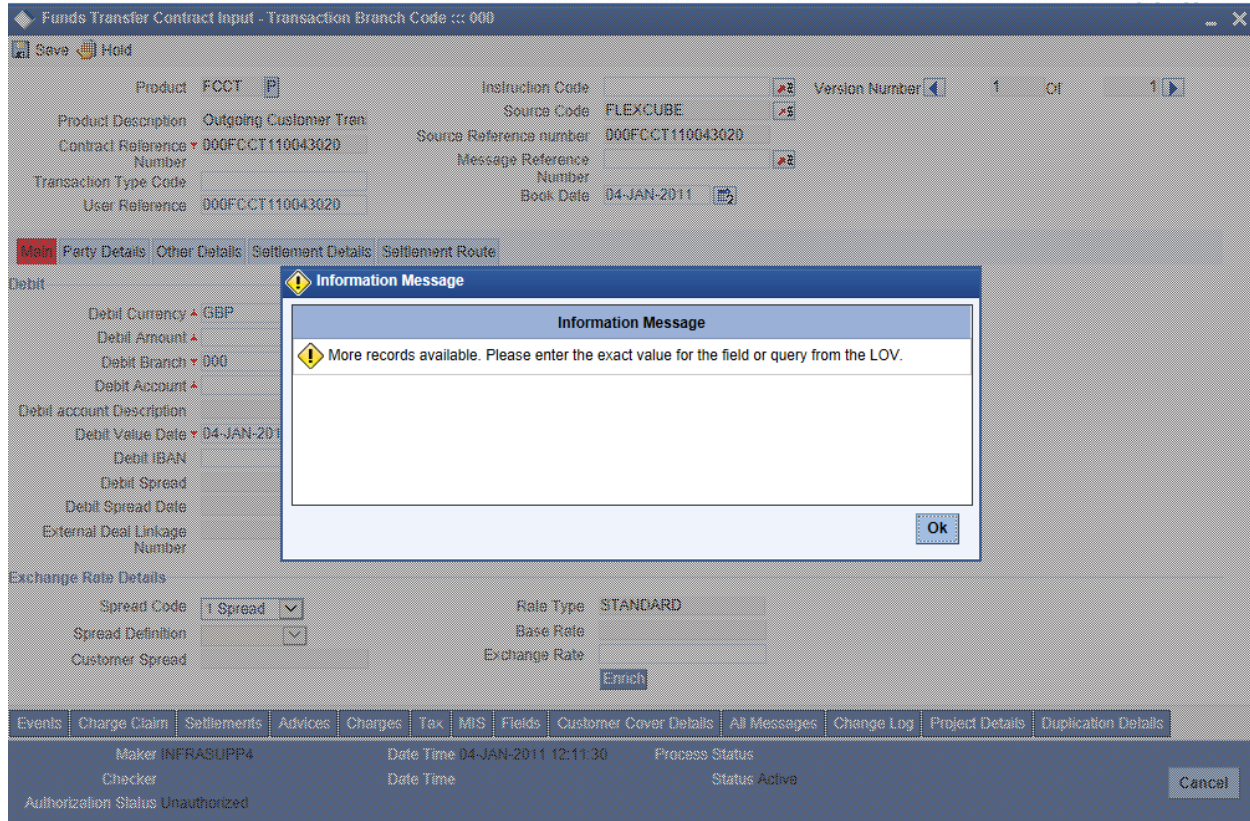 Funds Transfer Contract Input - Transaction Branch Code ::: 000
Save Hold
Product FCCT P
Product Description Outgoing Customer Tran
Contract Reference Number 000FCCT110043020
Transaction Type Code
User Reference 000FCCT110043020
Instruction Code
Source Code FLEXCUBE
Source Reference number 000FCCT110043020
Message Reference Number
Book Date 04-JAN-2011
Version Number 1 Of 1
Main Party Details Other Details Settlement Details Settlement Route
Debit
Debit Currency GBP
Debit Amount
Debit Branch 000
Debit Account
Debit account Description
Debit Value Date 04-JAN-201
Debit IBAN
Debit Spread
Debit Spread Date
External Deal Linkage Number
Information Message
Information Message
More records available. Please enter the exact value for the field or query from the LOV.
Ok
Exchange Rate Details
Spread Code 1 Spread
Spread Definition
Customer Spread
Rate Type STANDARD
Base Rate
Exchange Rate
Enrich
Events Charge Claim Settlements Advices Charges Tax MIS Fields Customer Cover Details All Messages Change Log Project Details Duplication Details
Maker INFRASUPP4 Date Time 04-JAN-2011 12:11:30 Process Status
Checker Date Time Status Active
Authorization Status Unauthorized
Cancel